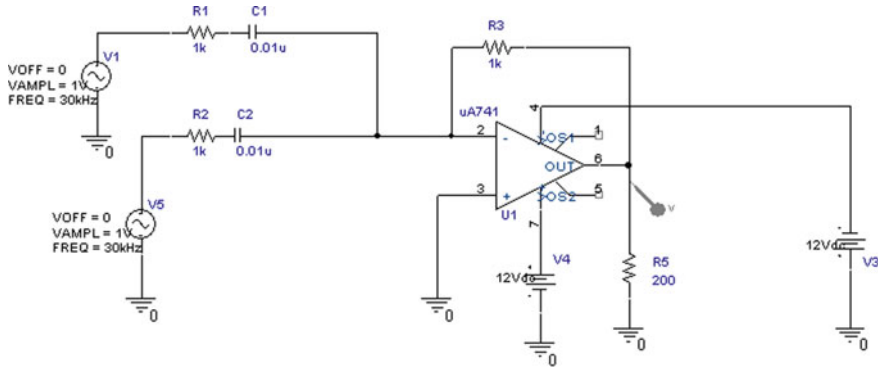 R1
1k
C1
0.01u
V1
VOFF = 0
VAMPL = 1V
FREQ = 30kHz
0
R2
1k
C2
0.01u
V5
VOFF = 0
VAMPL = 1V
FREQ = 30kHz
0
R3
1k
uA741
2
-
3
+
U1
4
OS1
1
OUT
6
OS2
5
7
V
0
12Vdc
V4
0
R5
200
0
12Vdc
V3
0